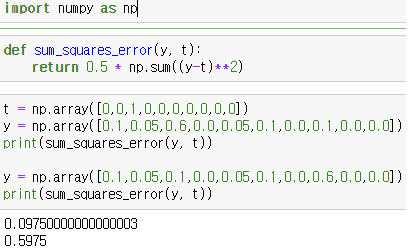 import numpy as np
def sum_squares_error(y, t):
    return 0.5 * np.sum((y-t)**2)
t = np.array([0,0,1,0,0,0,0,0,0,0])
y = np.array([0.1,0.05,0.6,0.0,0.05,0.1,0.0,0.1,0.0,0.0])
print(sum_squares_error(y, t))
y = np.array([0.1,0.05,0.1,0.0,0.05,0.1,0.0,0.6,0.0,0.0])
print(sum_squares_error(y, t))
0.09750000000000003
0.5975